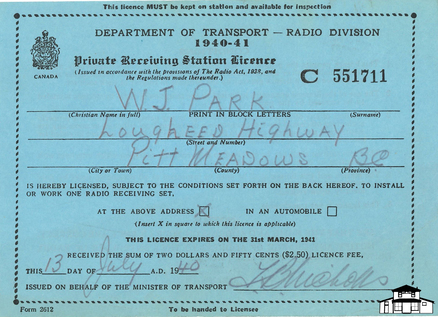 This licence MUST be kept on station and available for inspection
DEPARTMENT OF TRANSPORT — RADIO DIVISION
1940-41
CANADA
Private Receiving Station Licence
(Issued in accordance with the provisions of The Radio Act, 1938, and
the Regulations made thereunder.)
C 551711
W.J. PARK
(Christian Name in full) PRINT IN BLOCK LETTERS (Surname)
Lougheed Highway
(Street and Number)
Pitt MEADOWS BC
(City or Town) (County) (Province)
IS HEREBY LICENSED, SUBJECT TO THE CONDITIONS SET FORTH ON THE BACK HEREOF, TO INSTALL
OR WORK ONE RADIO RECEIVING SET,
AT THE ABOVE ADDRESS X IN AN AUTOMOBILE
(Insert X in square to which this licence is applicable)
THIS LICENCE EXPIRES ON THE 31st MARCH, 1941
RECEIVED THE SUM OF TWO DOLLARS AND FIFTY CENTS ($2.50) LICENCE FEE,
THIS 13 DAY OF July A.D. 1940
ISSUED ON BEHALF OF THE MINISTER OF TRANSPORT
Form 2612
To be handed to Licensee